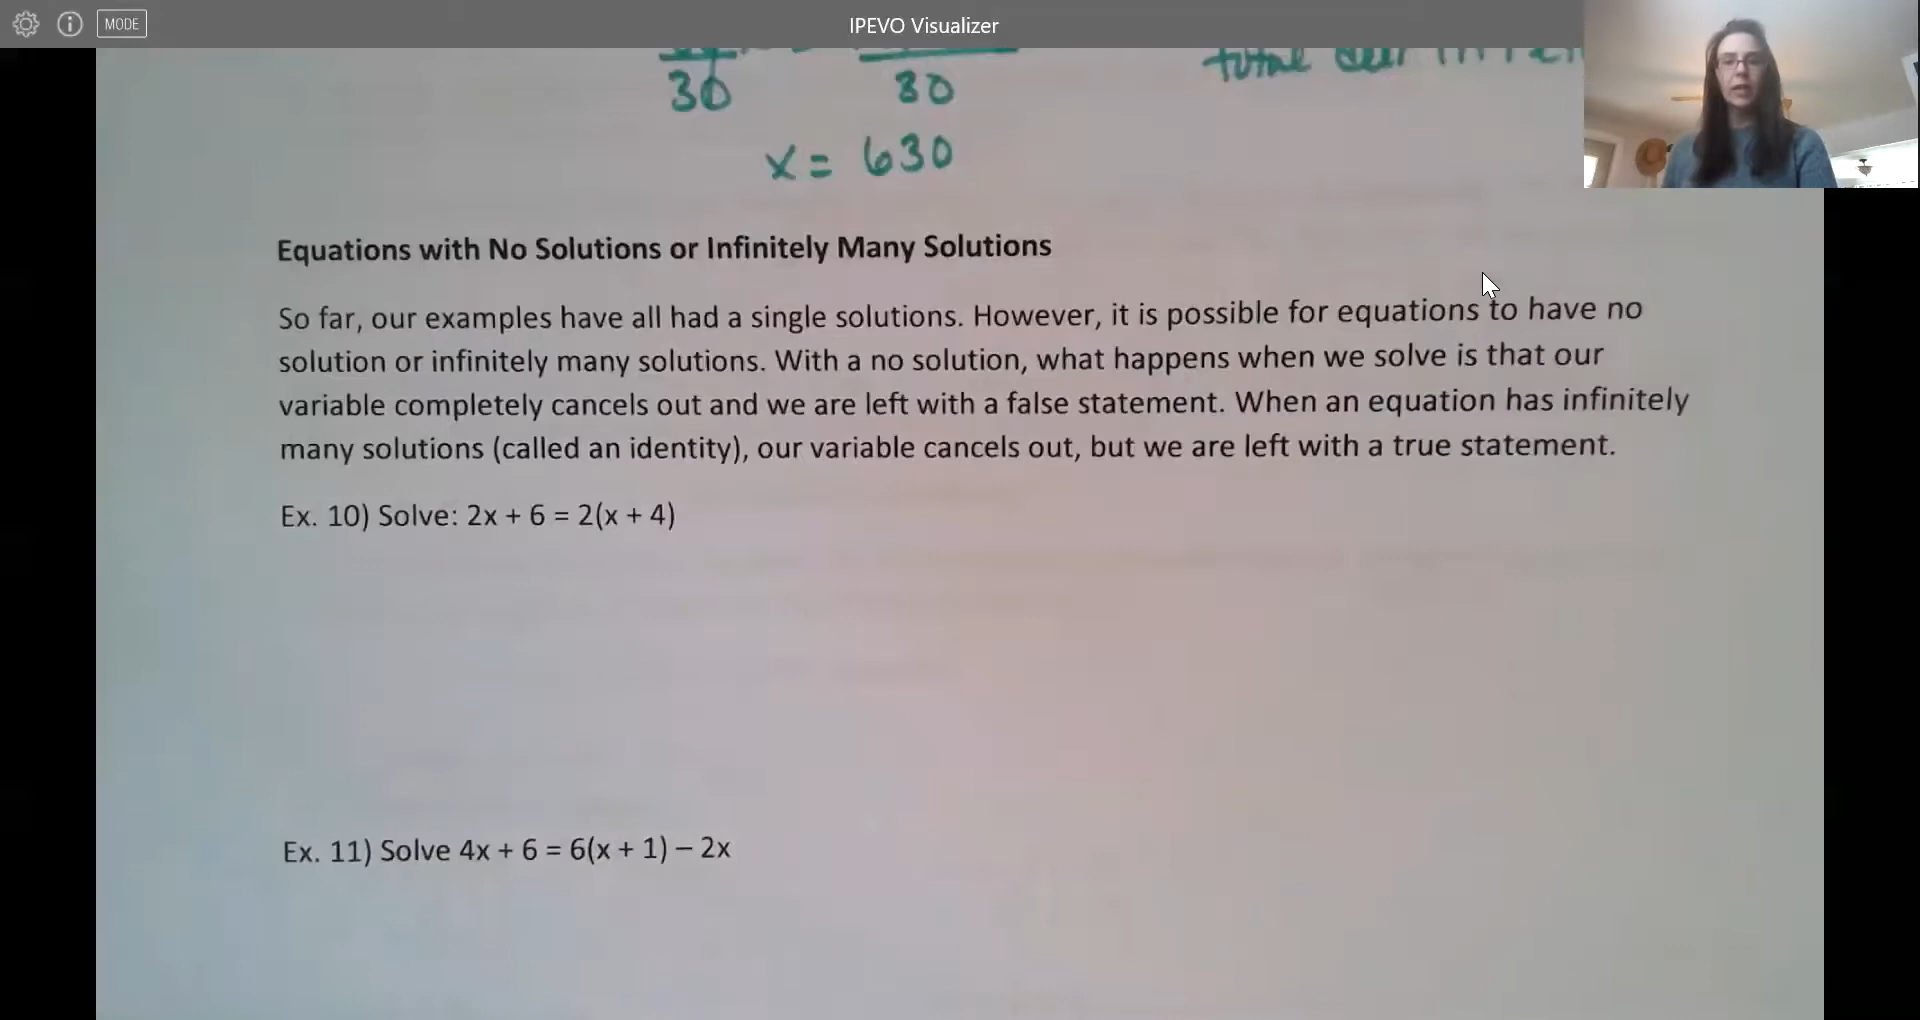 MODE
IPEVO Visualizer
total
30
30
x = 630
Equations with No Solutions or Infinitely Many Solutions
So far, our examples have all had a single solutions. However, it is possible for equations to have no
solution or infinitely many solutions. With a no solution, what happens when we solve is that our
variable completely cancels out and we are left with a false statement. When an equation has infinitely
many solutions (called an identity), our variable cancels out, but we are left with a true statement.
Ex. 10) Solve: 2x + 6 = 2(x + 4)
Ex. 11) Solve 4x + 6 = 6(x + 1) – 2x